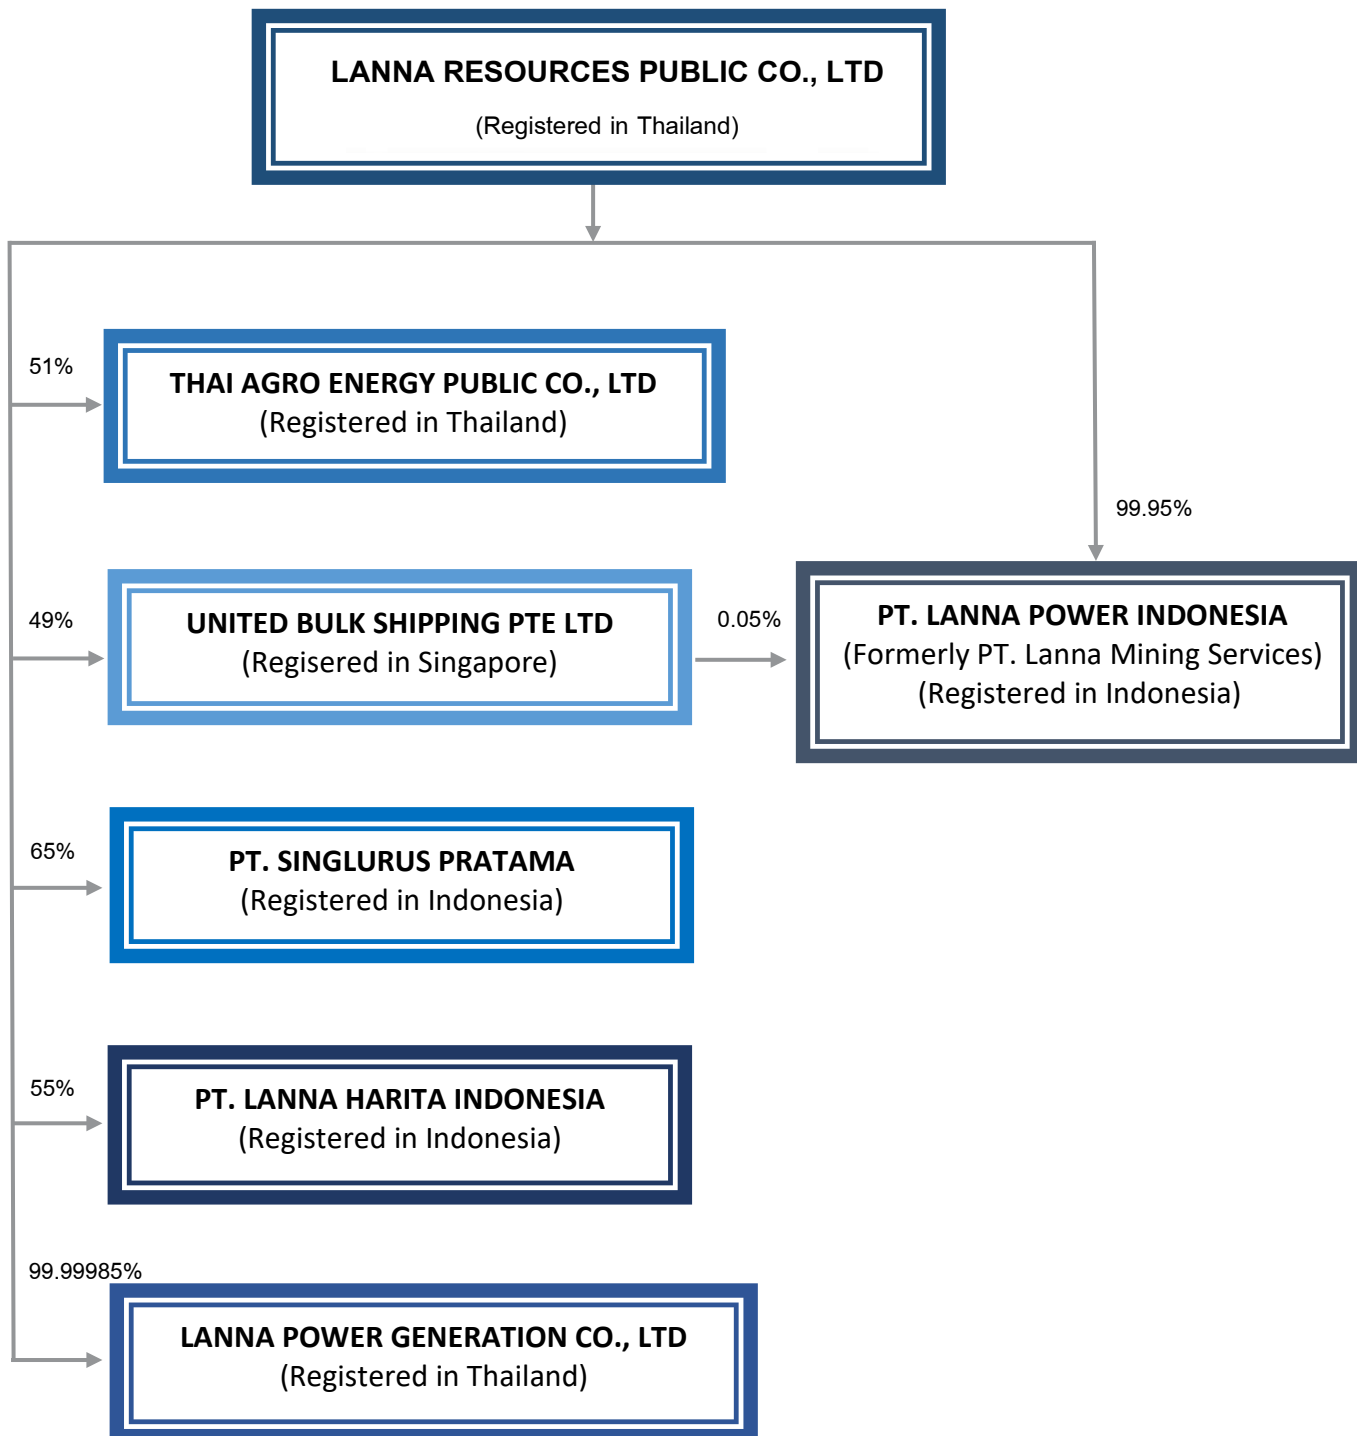 LANNA RESOURCES PUBLIC CO., LTD
(Registered in Thailand)
51%
THAI AGRO ENERGY PUBLIC CO., LTD
(Registered in Thailand)
99.95%
49%
UNITED BULK SHIPPING PTE LTD
(Regisered in Singapore)
0.05%
PT. LANNA POWER INDONESIA
(Formerly PT. Lanna Mining Services)
(Registered in Indonesia)
65%
PT. SINGLURUS PRATAMA
(Registered in Indonesia)
55%
PT. LANNA HARITA INDONESIA
(Registered in Indonesia)
99.99985%
LANNA POWER GENERATION CO., LTD
(Registered in Thailand)